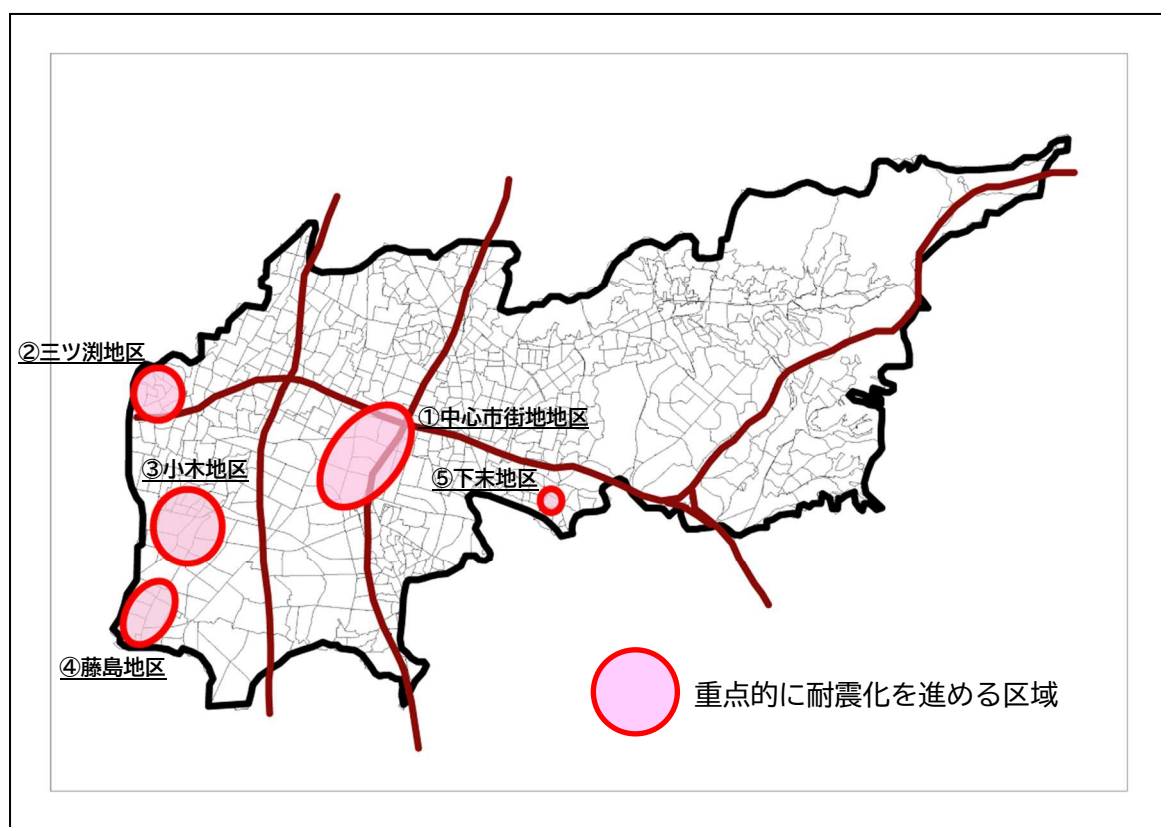 ②三ツ渕地区
①中心市街地地区
③小木地区
⑤下末地区
④藤島地区
重点的に耐震化を進める区域